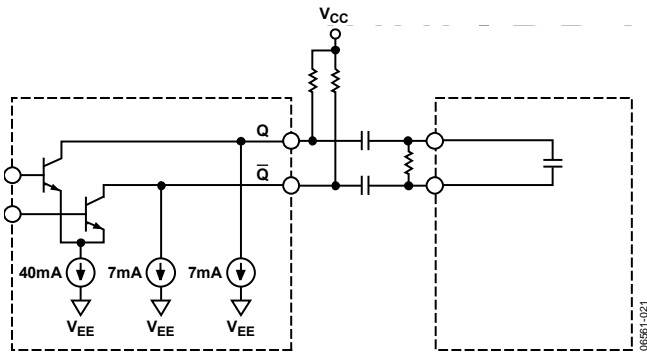 VCC
Q
Q̅
40mA 7mA 7mA
VEE VEE VEE
06561-021